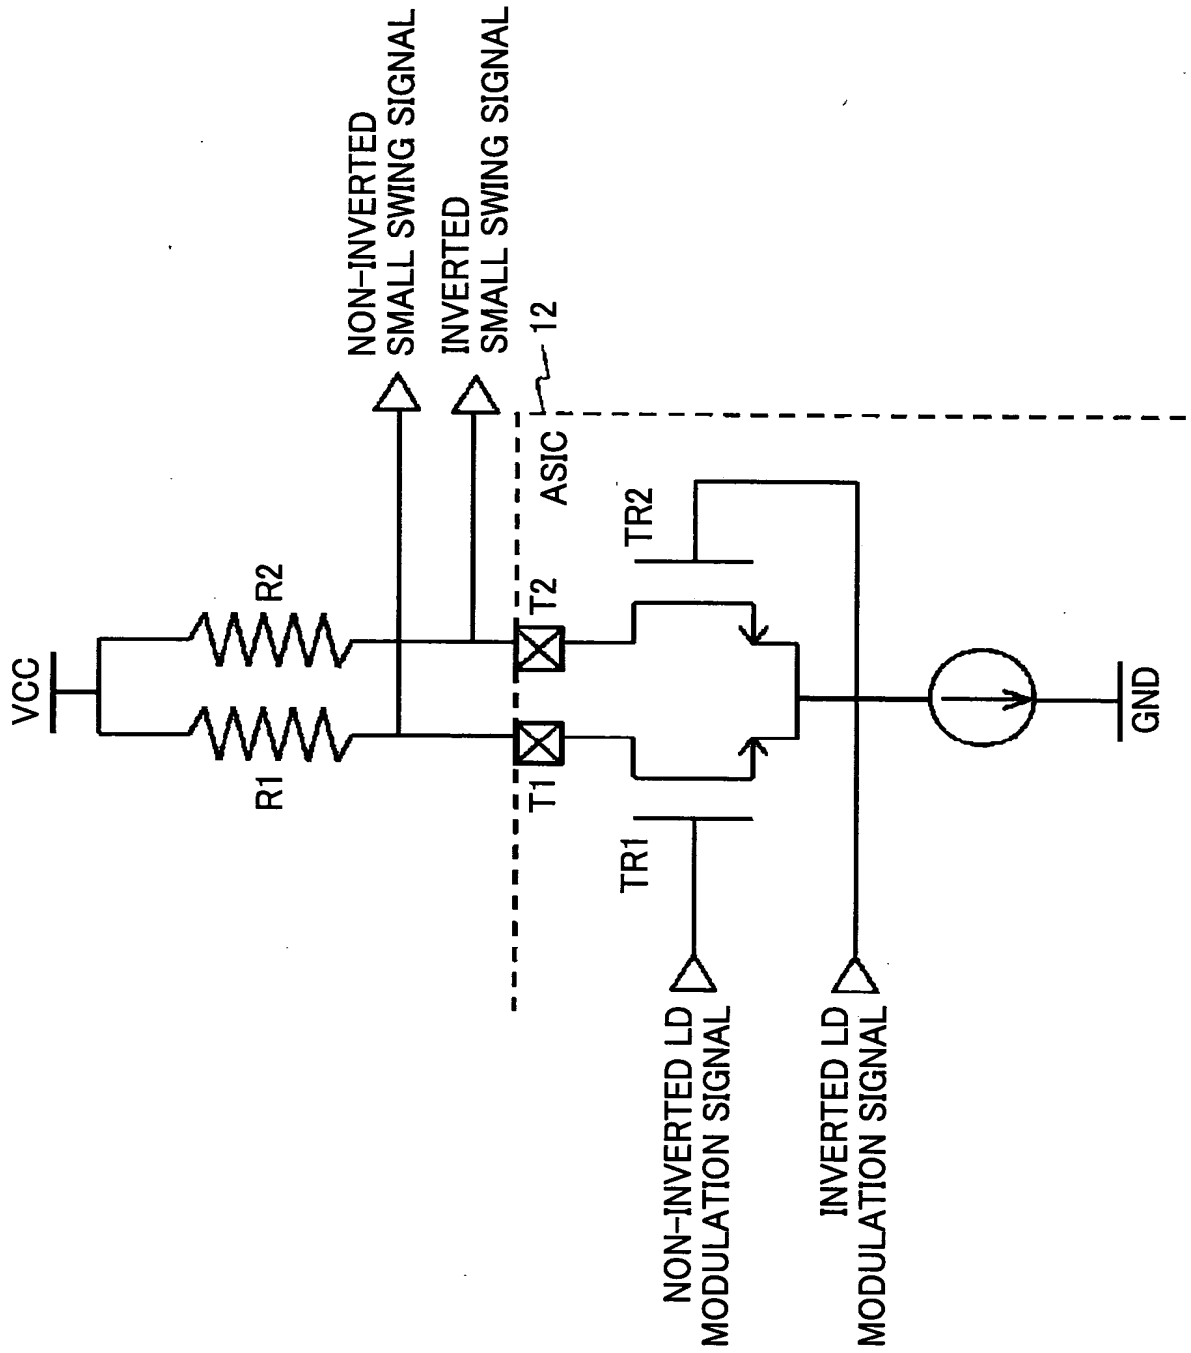 VCC
R1
R2
NON-INVERTED
SMALL SWING SIGNAL
INVERTED
SMALL SWING SIGNAL
12
ASIC
T1
T2
TR1
TR2
NON-INVERTED LD
MODULATION SIGNAL
INVERTED LD
MODULATION SIGNAL
GND